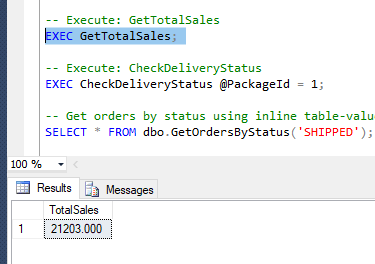 -- Execute: GetTotalSales
EXEC GetTotalSales;
-- Execute: CheckDeliveryStatus
EXEC CheckDeliveryStatus @PackageId = 1;
-- Get orders by status using inline table-value
SELECT * FROM dbo.GetOrdersByStatus('SHIPPED');
100 %
Results Messages
TotalSales
1 21203.000